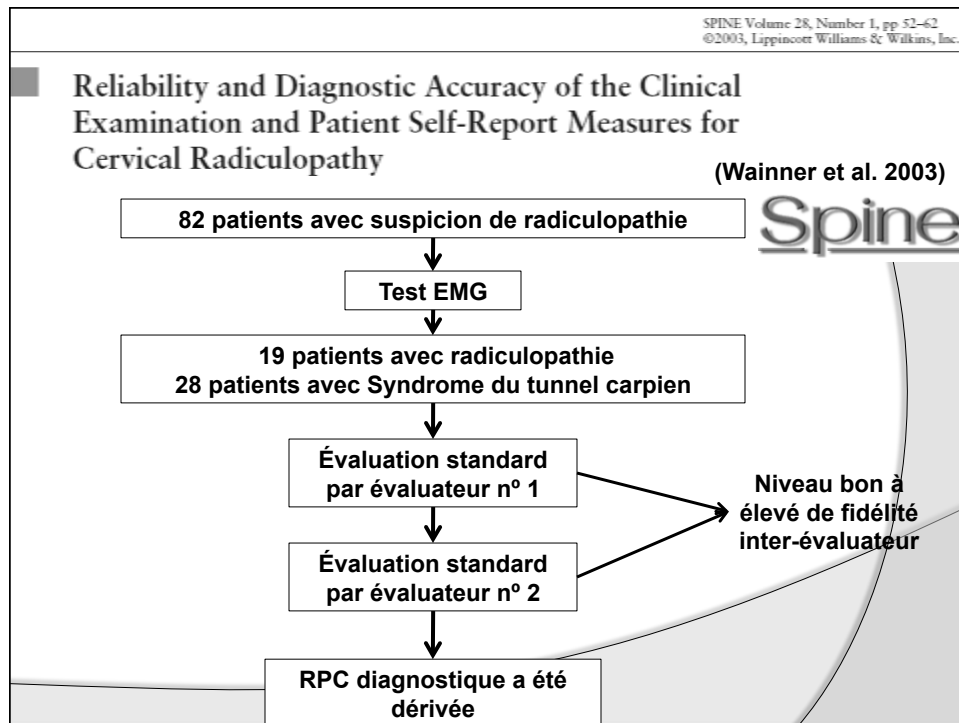 SPINE Volume 28, Number 1, pp 52–62
©2003, Lippincott Williams & Wilkins, Inc.
Reliability and Diagnostic Accuracy of the Clinical
Examination and Patient Self-Report Measures for
Cervical Radiculopathy
(Wainner et al. 2003)
Spine
82 patients avec suspicion de radiculopathie
Test EMG
19 patients avec radiculopathie
28 patients avec Syndrome du tunnel carpien
Évaluation standard
par évaluateur nº 1
Niveau bon à
élevé de fidélité
inter-évaluateur
Évaluation standard
par évaluateur nº 2
RPC diagnostique a été
dérivée